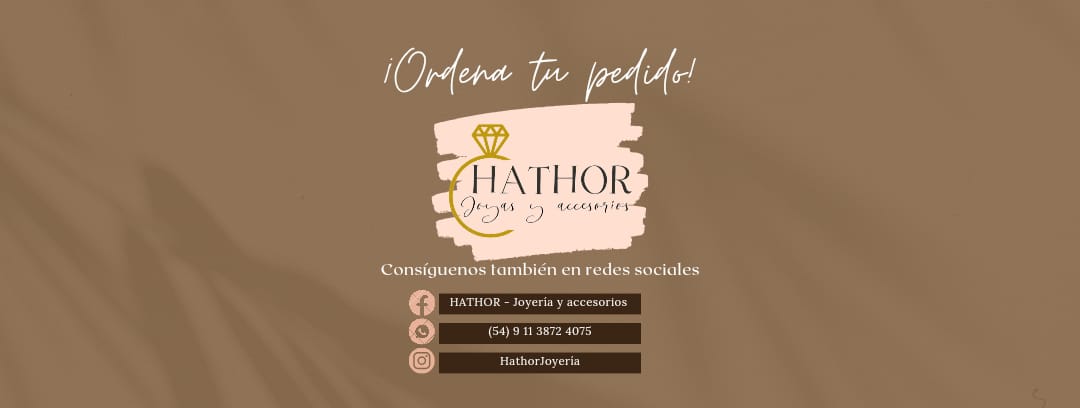 ¡Ordena tu pedido!
HATHOR
Joyas y accesorios
Consíguenos también en redes sociales
HATHOR - Joyería y accesorios
(54) 9 11 3872 4075
HathorJoyería